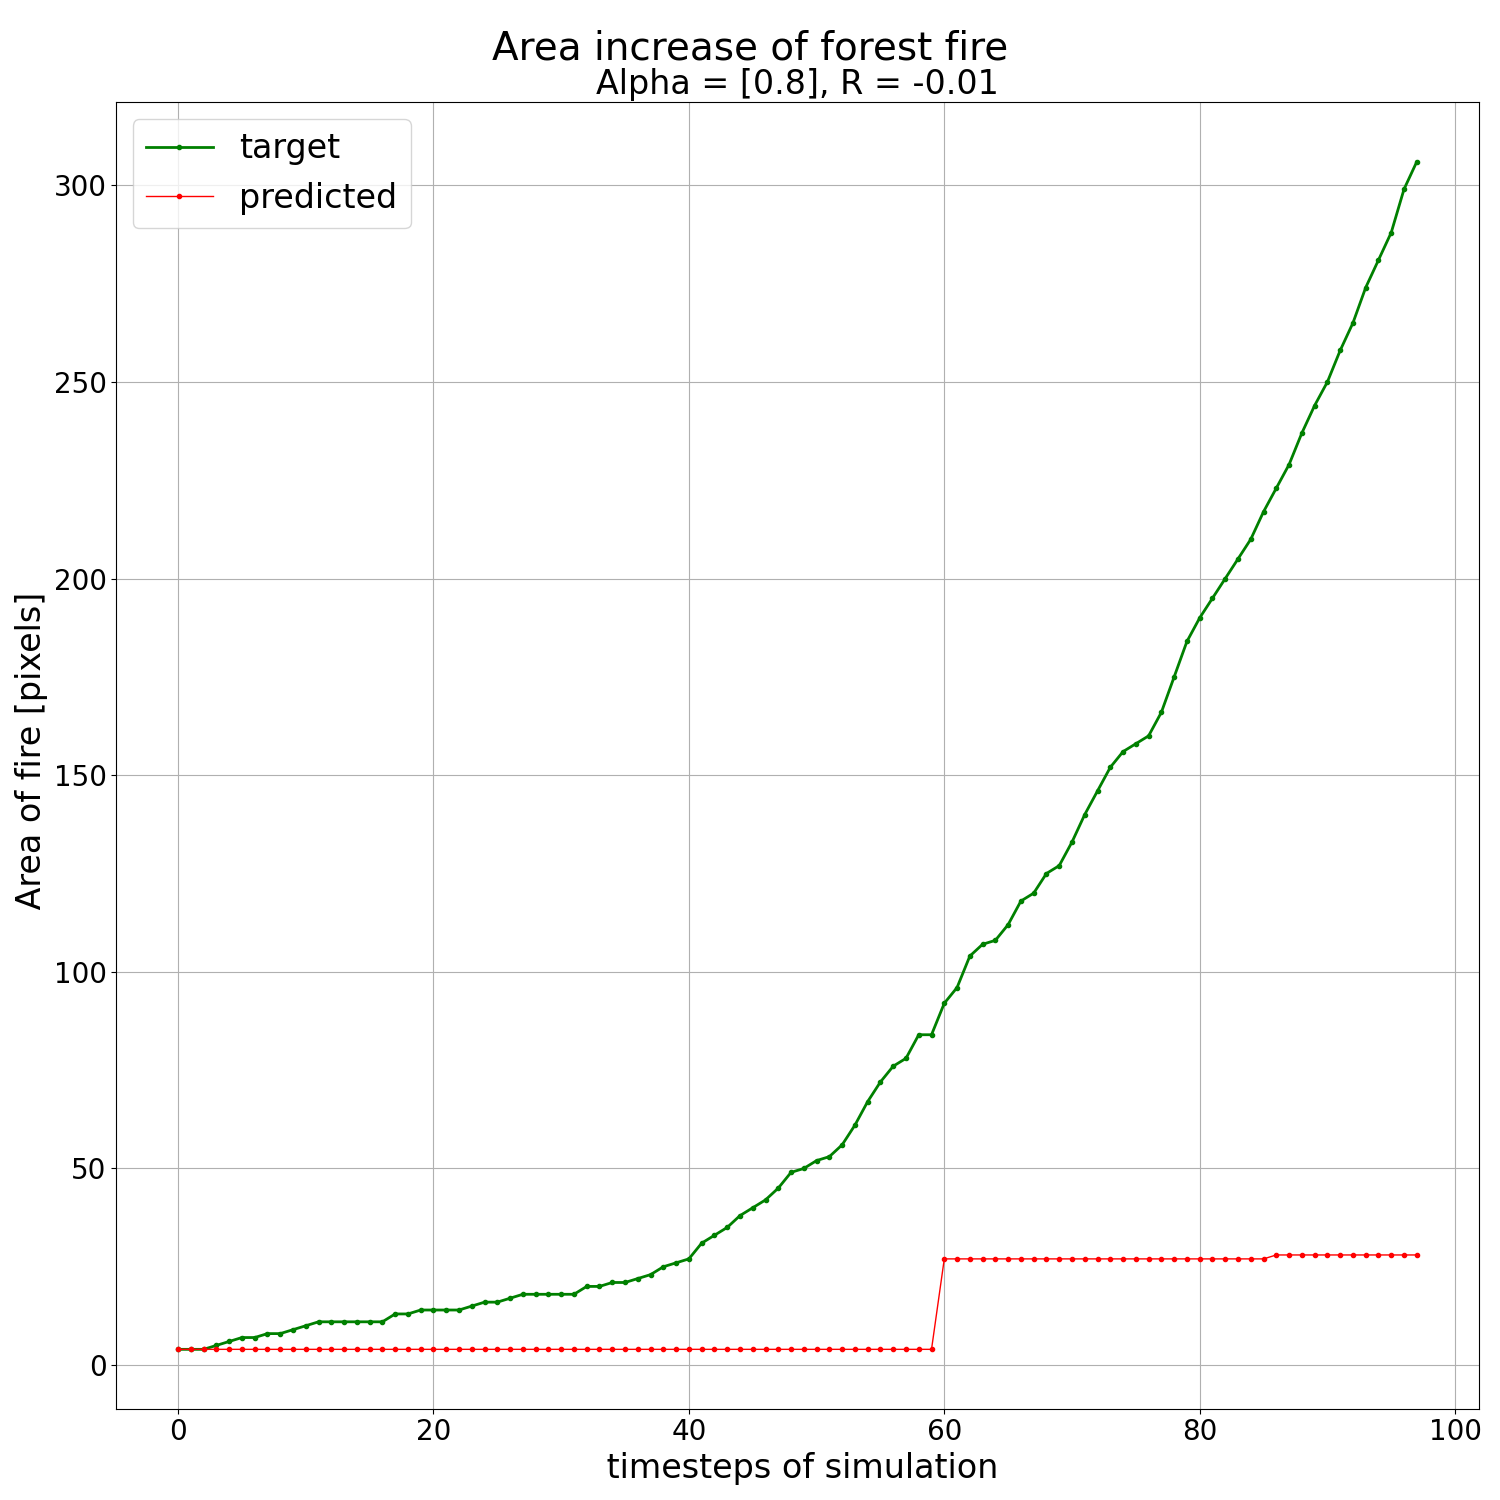 Area increase of forest fire
Alpha = [0.8], R = -0.01
target
predicted
300
250
200
150
100
50
0
Area of fire [pixels]
0 20 40 60 80 100
timesteps of simulation